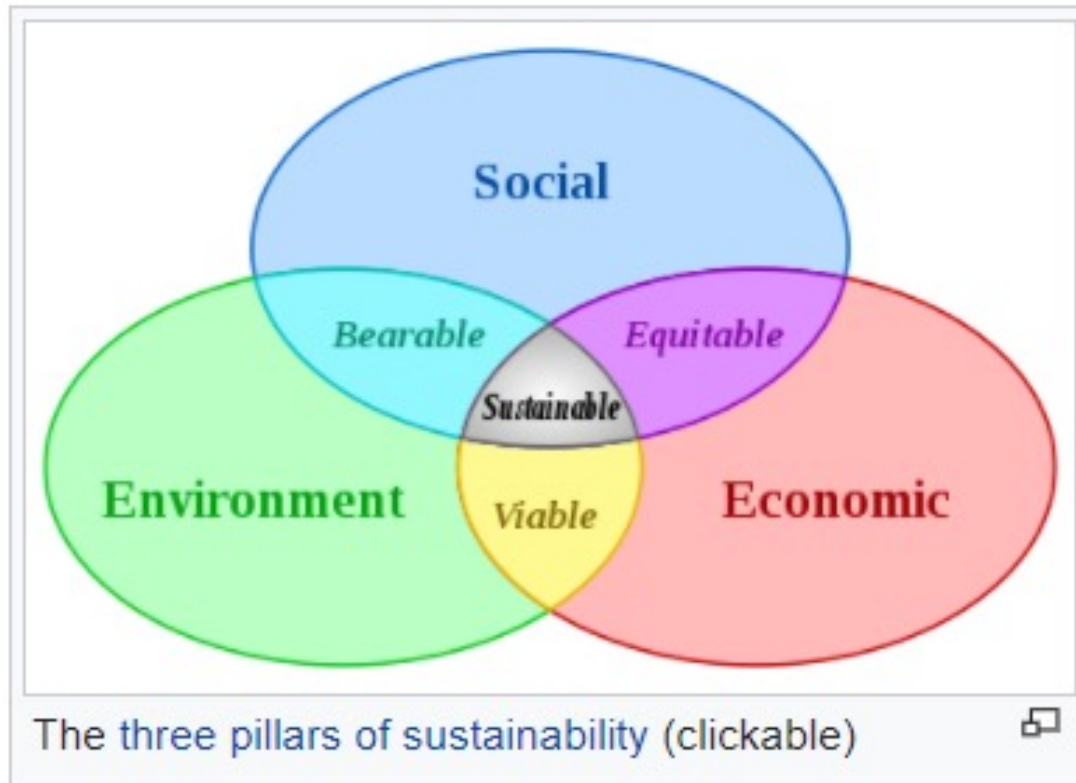 Social
Bearable
Equitable
Sustainable
Environment
Economic
Viable
The three pillars of sustainability (clickable)